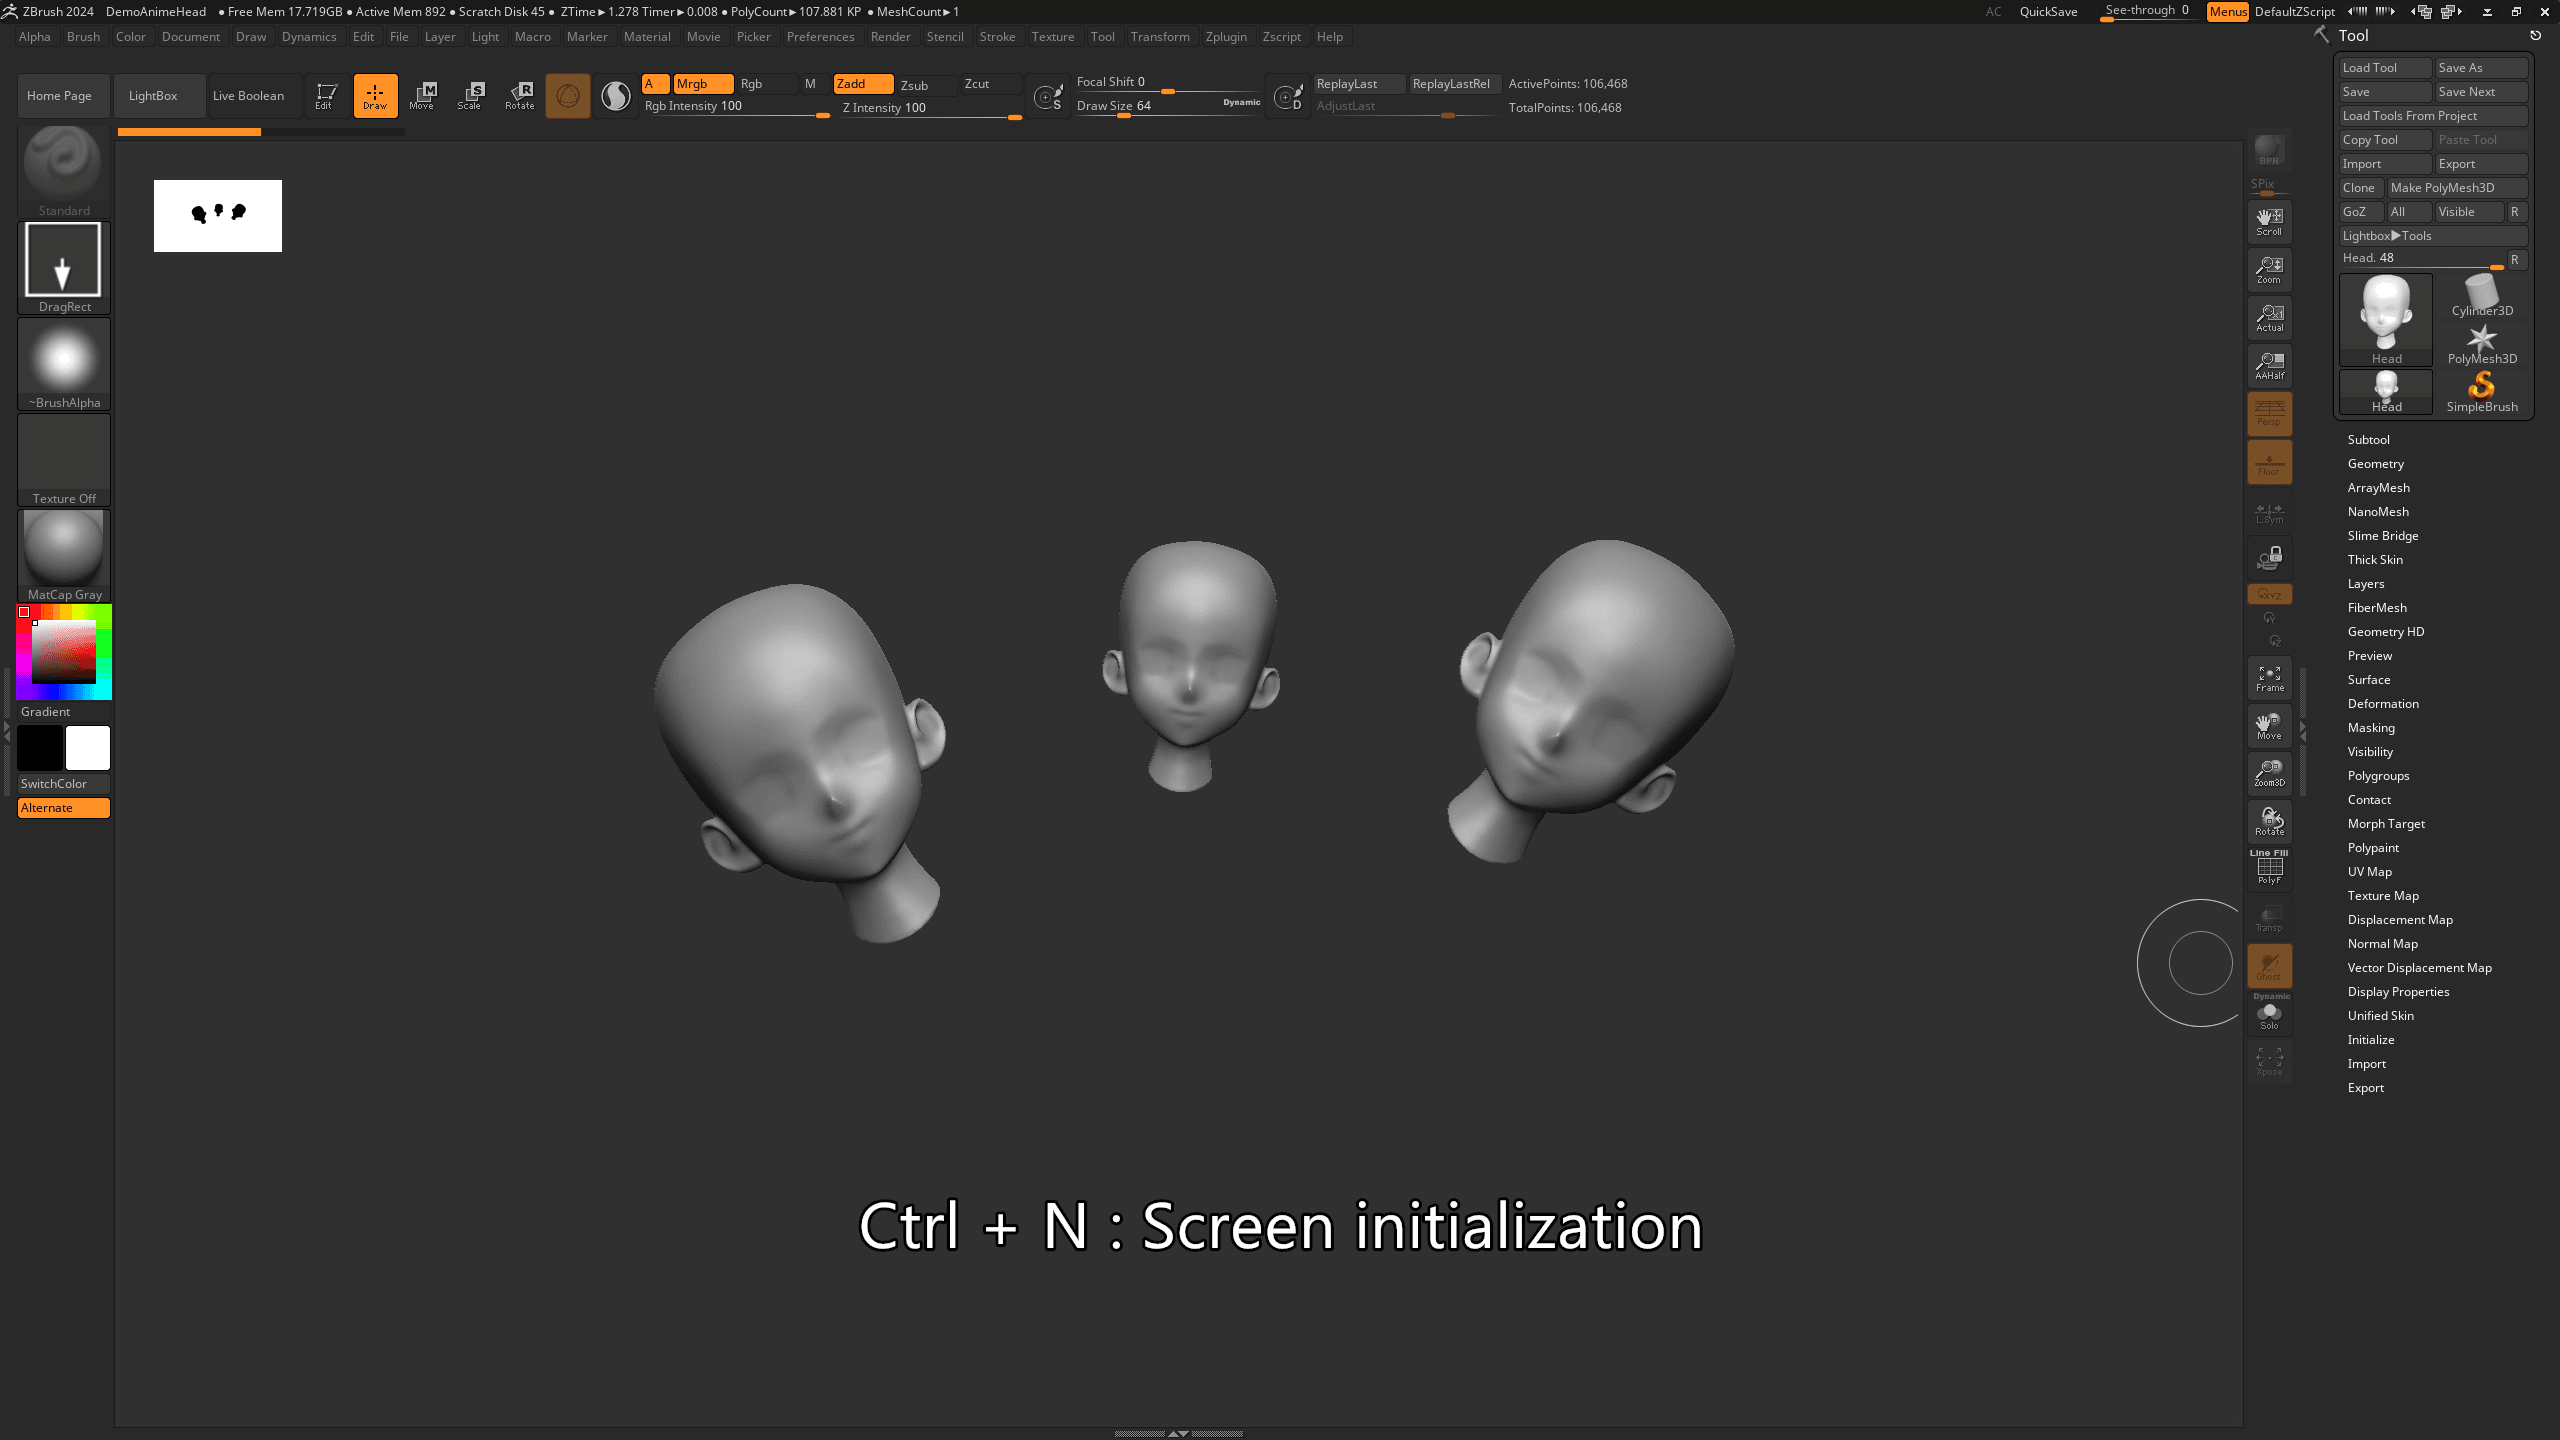 ZBrush 2024 DemoAnimeHead ● Free Mem 17.719GB ● Active Mem 892 ● Scratch Disk 45 ● ZTime►1.278 Timer►0.008 ● PolyCount►107.881 KP ● MeshCount►1 AC QuickSave See-through 0 Menus DefaultZScript
Alpha Brush Color Document Draw Dynamics Edit File Layer Light Macro Marker Material Movie Picker Preferences Render Stencil Stroke Texture Tool Transform Zplugin Zscript Help
Home Page LightBox Live Boolean Edit Draw Move Scale Rotate
A Mrgb Rgb M Zadd Zsub Zcut
Rgb Intensity 100 Z Intensity 100
Focal Shift 0
Draw Size 64 Dynamic
S
D
ReplayLast ReplayLastRel ActivePoints: 106,468
AdjustLast TotalPoints: 106,468
Standard
DragRect
~BrushAlpha
Texture Off
MatCap Gray
Gradient
SwitchColor
Alternate
Ctrl + N : Screen initialization
BPR
SPix
Scroll
Zoom
Actual
AAHalf
Persp
Floor
L.Sym
XYZ
Frame
Move
Zoom3D
Rotate
Line Fill
PolyF
Transp
Ghost
Dynamic
Solo
Xpose
Tool
Load Tool Save As
Save Save Next
Load Tools From Project
Copy Tool Paste Tool
Import Export
Clone Make PolyMesh3D
GoZ All Visible R
Lightbox►Tools
Head. 48 R
Head Cylinder3D
PolyMesh3D
Head SimpleBrush
Subtool
Geometry
ArrayMesh
NanoMesh
Slime Bridge
Thick Skin
Layers
FiberMesh
Geometry HD
Preview
Surface
Deformation
Masking
Visibility
Polygroups
Contact
Morph Target
Polypaint
UV Map
Texture Map
Displacement Map
Normal Map
Vector Displacement Map
Display Properties
Unified Skin
Initialize
Import
Export